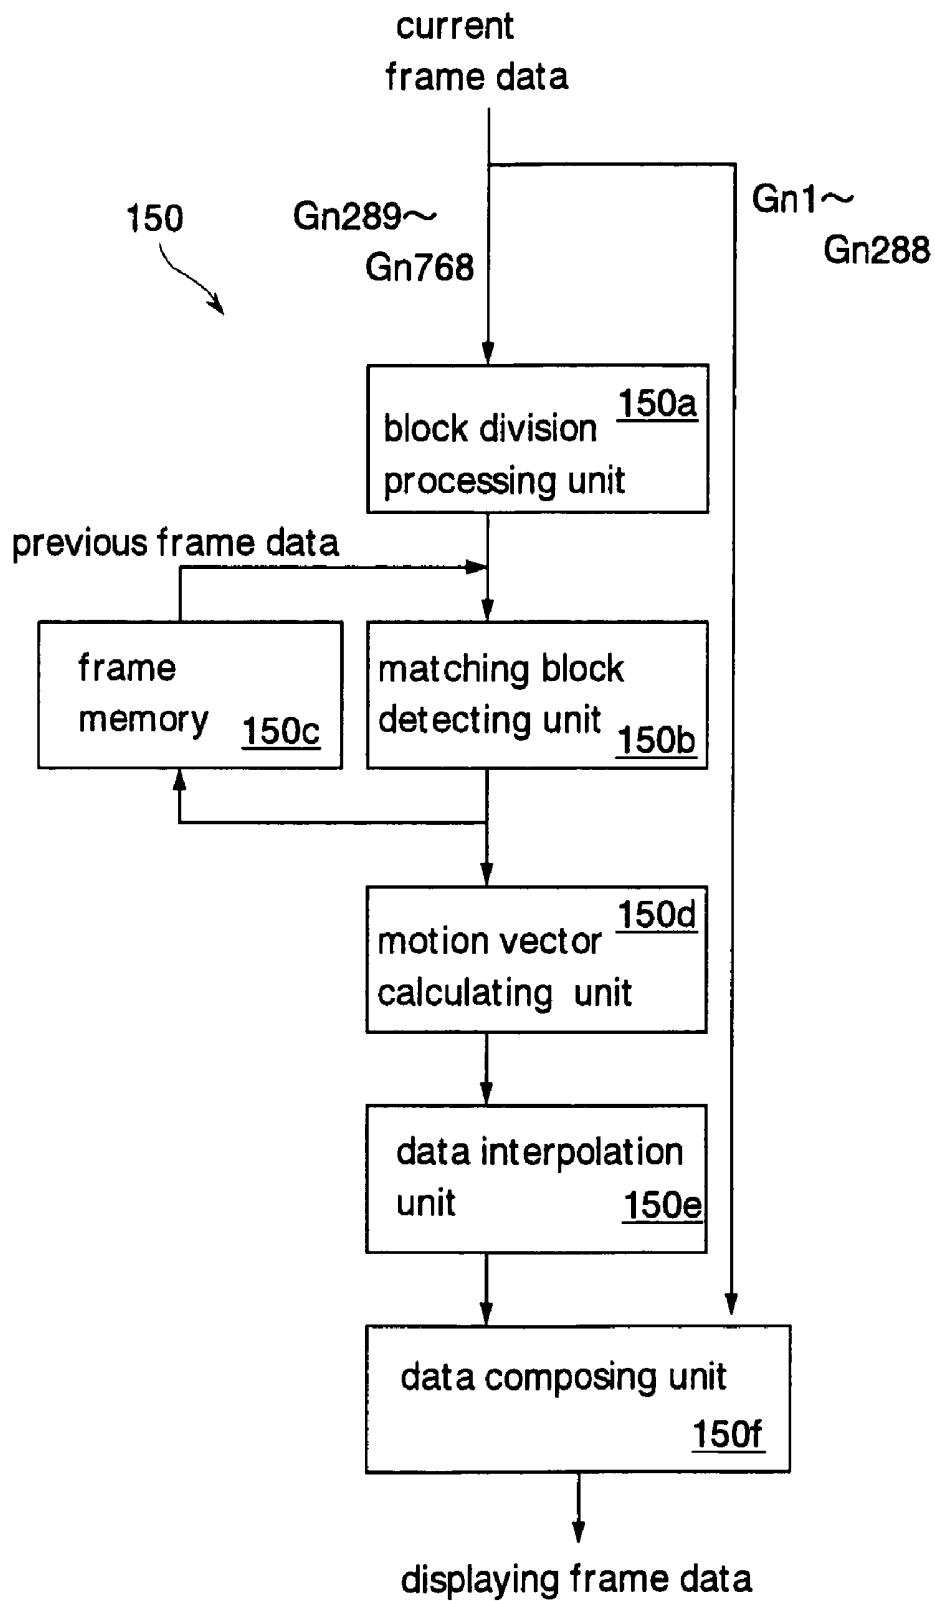 current
frame data
150
Gn289～
Gn768
Gn1～
Gn288
150a
block division
processing unit
previous frame data
frame
memory
150c
matching block
detecting unit
150b
150d
motion vector
calculating unit
data interpolation
unit
150e
data composing unit
150f
displaying frame data